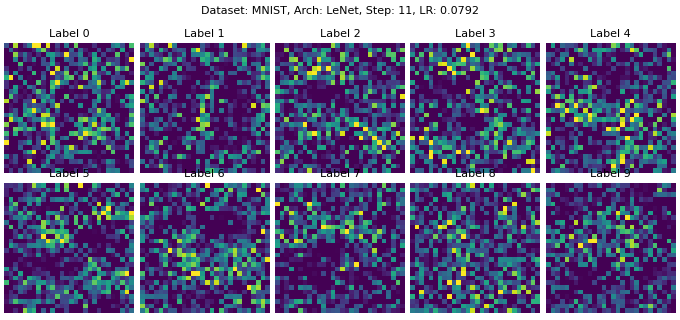 Dataset: MNIST, Arch: LeNet, Step: 11, LR: 0.0792
Label 0 Label 1 Label 2 Label 3 Label 4
Label 5 Label 6 Label 7 Label 8 Label 9